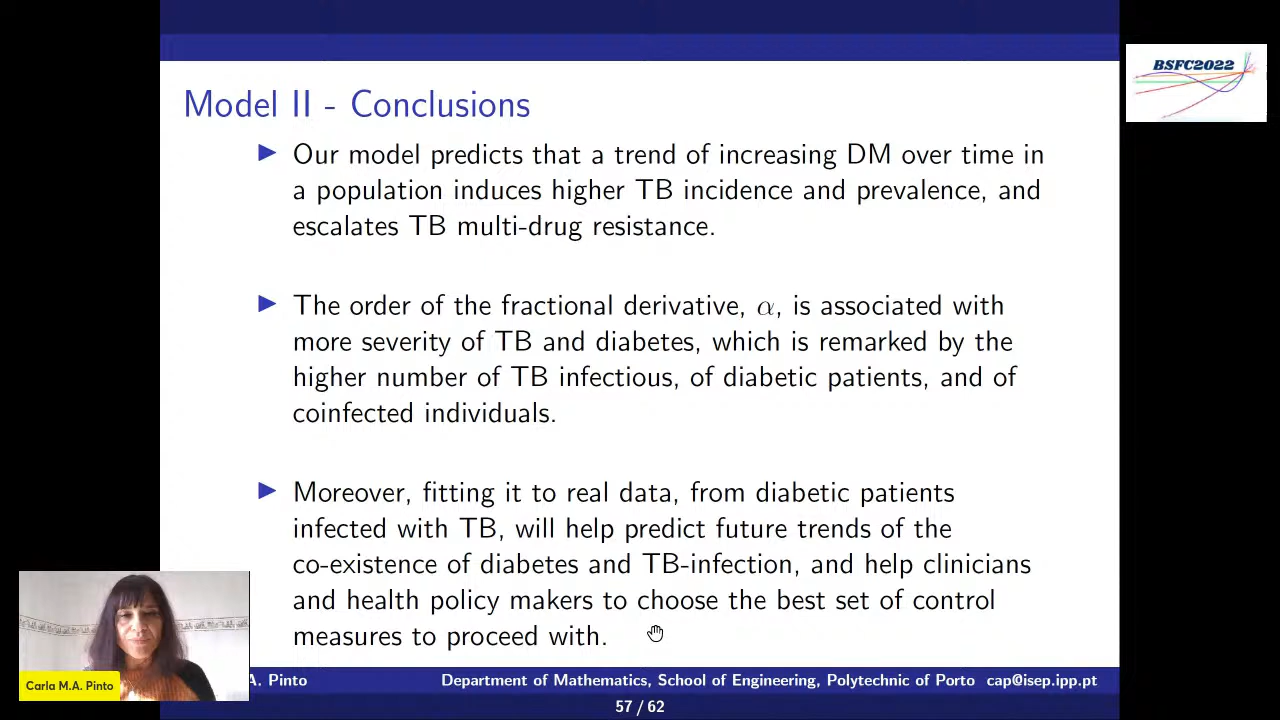 BSFC2022
Model II - Conclusions
▶ Our model predicts that a trend of increasing DM over time in
a population induces higher TB incidence and prevalence, and
escalates TB multi-drug resistance.
▶ The order of the fractional derivative, α, is associated with
more severity of TB and diabetes, which is remarked by the
higher number of TB infectious, of diabetic patients, and of
coinfected individuals.
▶ Moreover, fitting it to real data, from diabetic patients
infected with TB, will help predict future trends of the
co-existence of diabetes and TB-infection, and help clinicians
and health policy makers to choose the best set of control
measures to proceed with.
Carla M.A. Pinto
A. Pinto Department of Mathematics, School of Engineering, Polytechnic of Porto cap@isep.ipp.pt
57 / 62